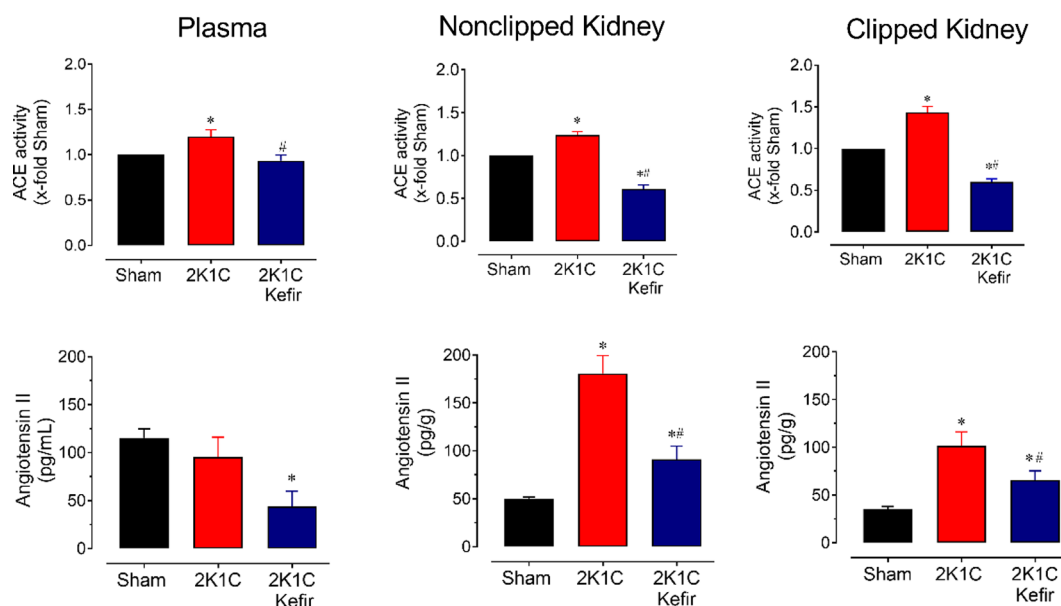 Plasma
Nonclipped Kidney
Clipped Kidney
ACE activity
(x-fold Sham)
2.0
1.5
1.0
0.5
0.0
*
#
Sham
2K1C
2K1C
Kefir
ACE activity
(x-fold Sham)
2.0
1.5
1.0
0.5
0.0
*
*#
Sham
2K1C
2K1C
Kefir
ACE activity
(x-fold Sham)
2.0
1.5
1.0
0.5
0.0
*
*#
Sham
2K1C
2K1C
Kefir
Angiotensin II
(pg/mL)
200
150
100
50
0
*
Sham
2K1C
2K1C
Kefir
Angiotensin II
(pg/g)
200
150
100
50
0
*
*#
Sham
2K1C
2K1C
Kefir
Angiotensin II
(pg/g)
200
150
100
50
0
*
*#
Sham
2K1C
2K1C
Kefir